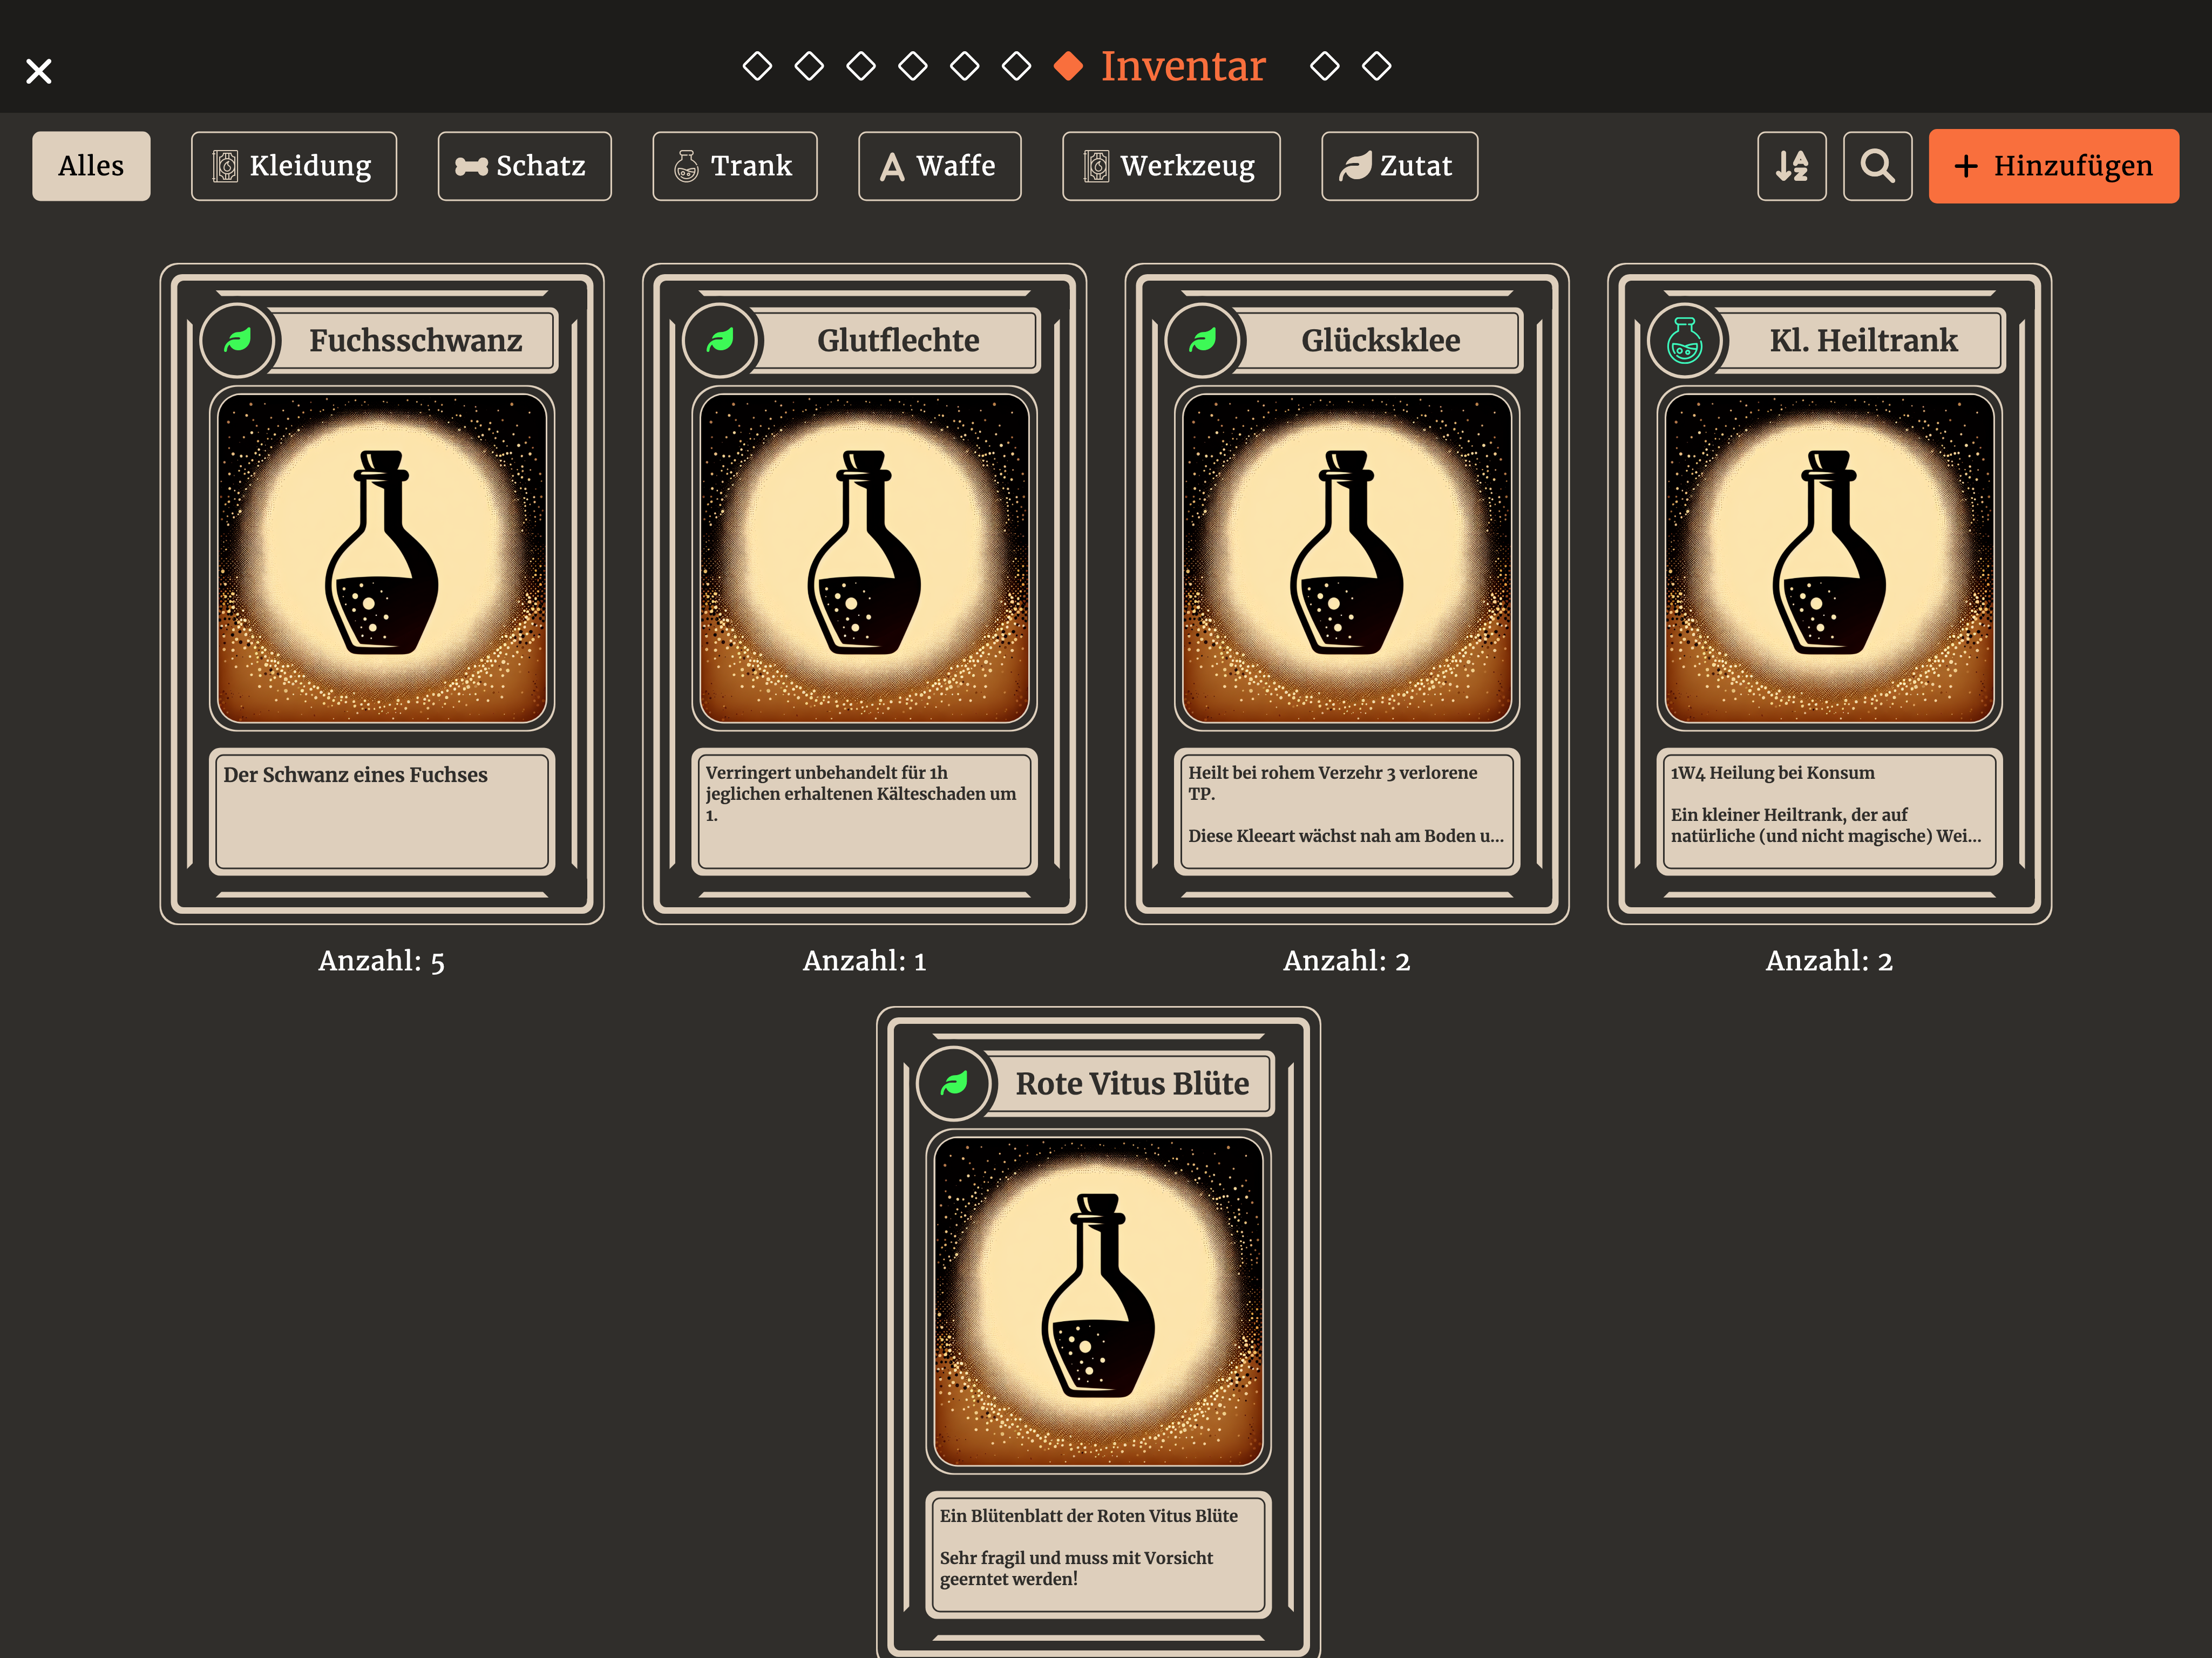 Inventar
Alles
Kleidung
Schatz
Trank
Waffe
Werkzeug
Zutat
Hinzufügen
Fuchsschwanz
Der Schwanz eines Fuchses
Anzahl: 5
Glutflechte
Verringert unbehandelt für 1h
jeglichen erhaltenen Kälteschaden um
1.
Anzahl: 1
Glücksklee
Heilt bei rohem Verzehr 3 verlorene
TP.
Diese Kleeart wächst nah am Boden u...
Anzahl: 2
Kl. Heiltrank
1W4 Heilung bei Konsum
Ein kleiner Heiltrank, der auf
natürliche (und nicht magische) Wei...
Anzahl: 2
Rote Vitus Blüte
Ein Blütenblatt der Roten Vitus Blüte
Sehr fragil und muss mit Vorsicht
geerntet werden!